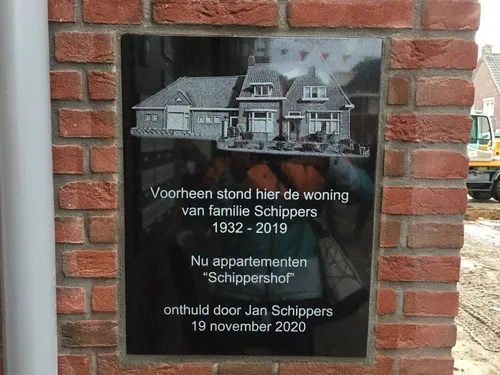 Voorheen stond hier de woning
van familie Schippers
1932 - 2019
Nu appartementen
“Schippershof”
onthuld door Jan Schippers
19 november 2020